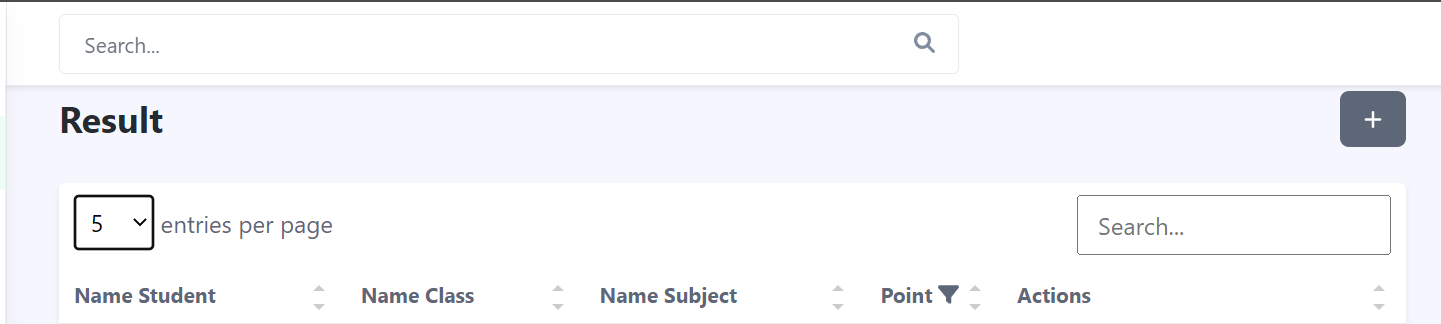 Search...
Result
+
5 entries per page
Search...
Name Student Name Class Name Subject Point Actions